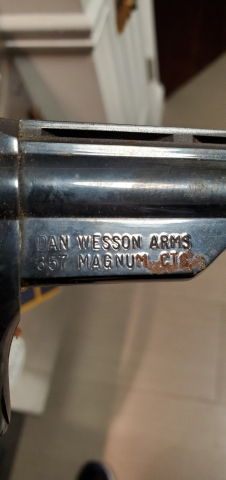 DAN WESSON ARMS
357 MAGNUM CTG